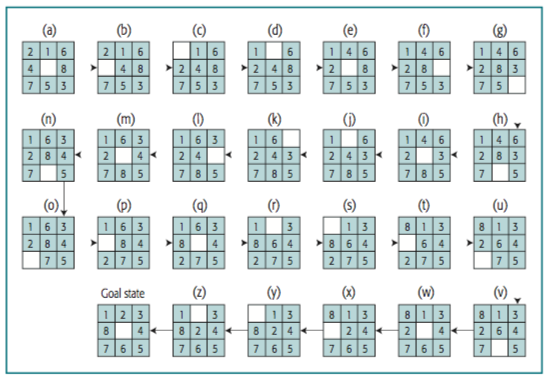 (a) (b) (c) (d) (e) (f) (g)
2 1 6 2 1 6 1 6 1 6 1 4 6 1 4 6 1 4 6
4 8 4 8 2 4 8 2 4 8 2 8 2 8 2 8 3
7 5 3 7 5 3 7 5 3 7 5 3 7 5 3 7 5 3 7 5
(n) (m) (l) (k) (j) (i) (h)
1 6 3 1 6 3 1 6 3 1 6 1 6 1 4 6 1 4 6
2 8 4 2 4 2 4 2 4 3 2 4 3 2 3 2 8 3
7 5 7 8 5 7 8 5 7 8 5 7 8 5 7 8 5 7 5
(o) (p) (q) (r) (s) (t) (u)
1 6 3 1 6 3 1 6 3 1 3 1 3 8 1 3 8 1 3
2 8 4 8 4 8 4 8 6 4 8 6 4 6 4 2 6 4
7 5 2 7 5 2 7 5 2 7 5 2 7 5 2 7 5 7 5
Goal state (z) (y) (x) (w) (v)
1 2 3 1 3 1 3 8 1 3 8 1 3 8 1 3
8 4 8 2 4 8 2 4 2 4 2 4 2 6 4
7 6 5 7 6 5 7 6 5 7 6 5 7 6 5 7 5